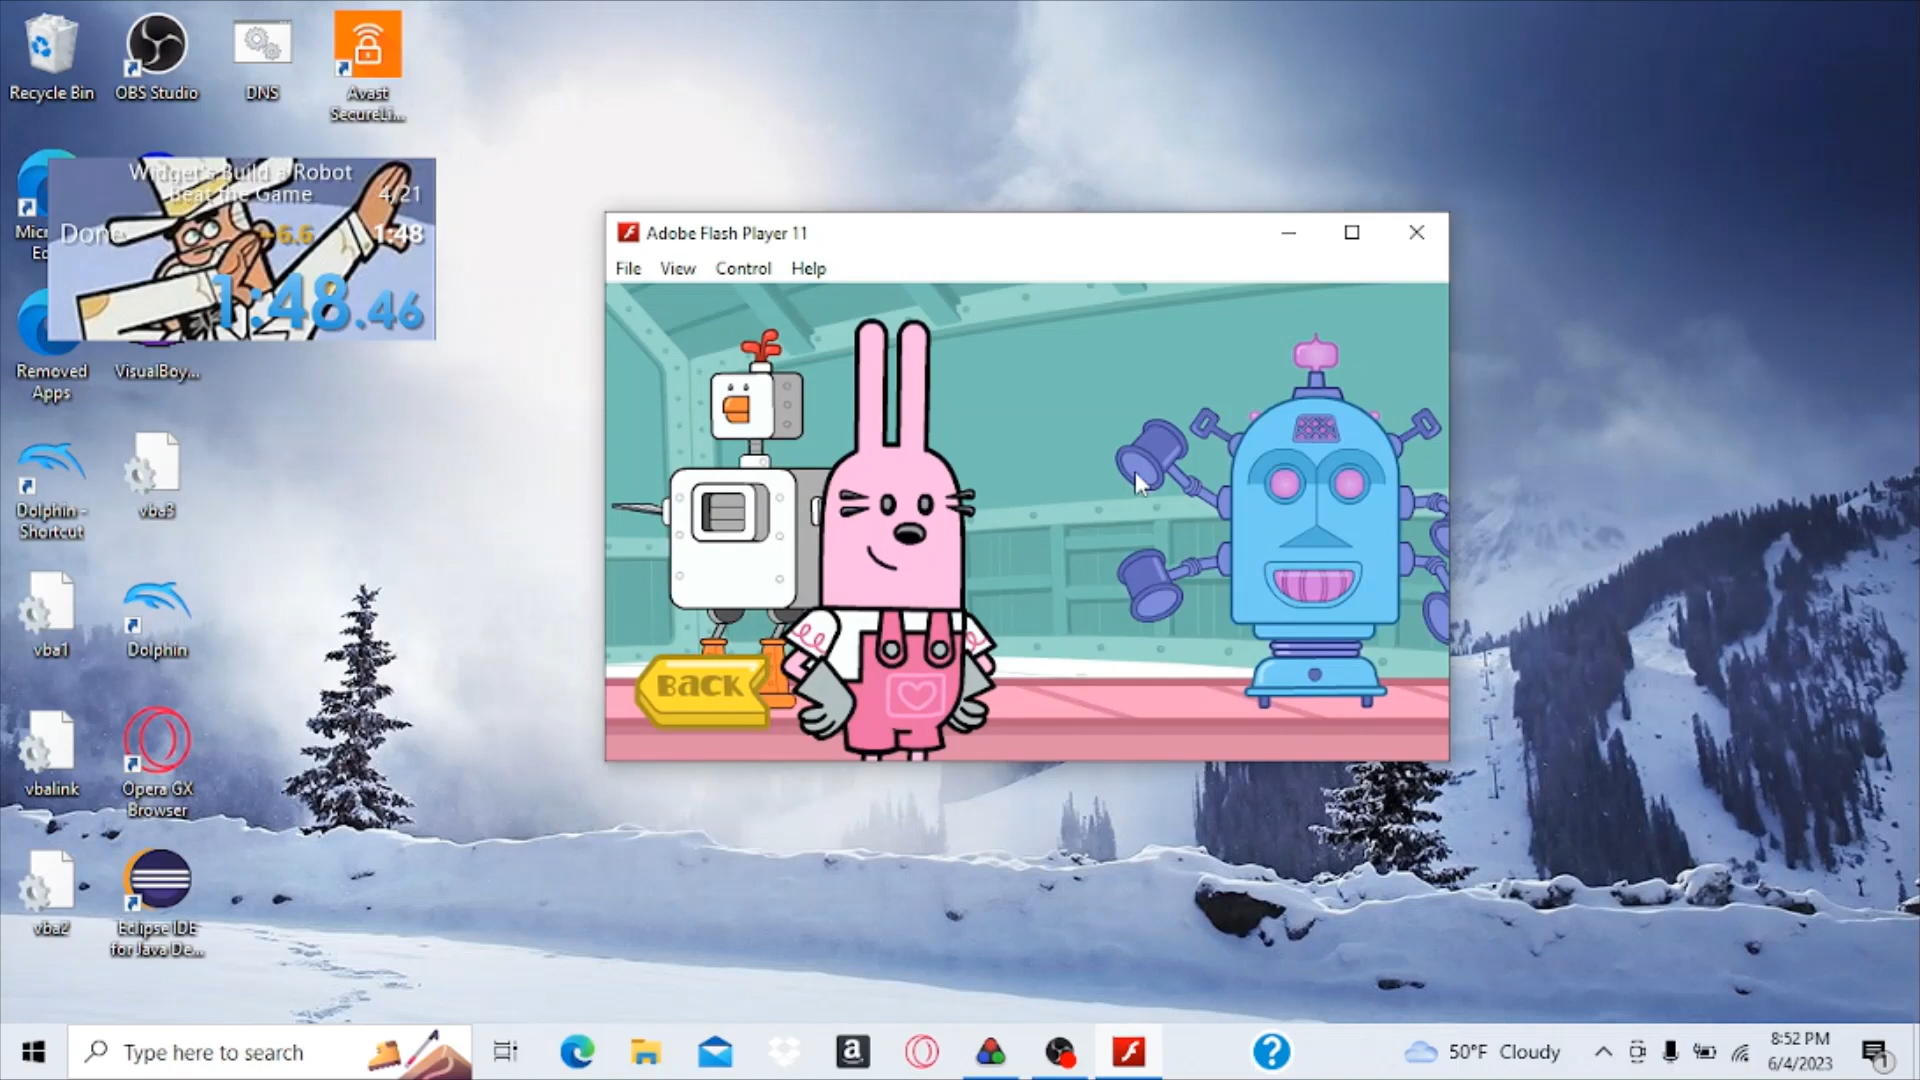 Recycle Bin
OBS Studio
DNS
Avast
SecureLi...
Widget's Build a Robot
Beat the Game
4/21
Done
-6.6
1:48
1:48.46
Micr
Ed
Removed
Apps
VisualBoy...
Dolphin -
Shortcut
vba3
vba1
Dolphin
vbalink
Opera GX
Browser
vba2
Eclipse IDE
for Java De...
Adobe Flash Player 11
File View Control Help
BACK
Type here to search
a
50°F Cloudy
8:52 PM
6/4/2023
1